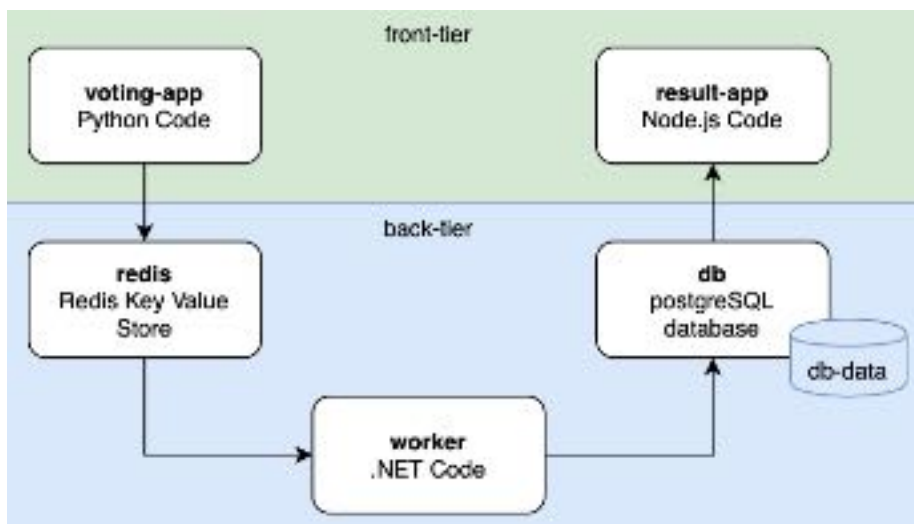 front-tier
voting-app
Python Code
result-app
Node.js Code
back-tier
redis
Redis Key Value
Store
db
postgreSQL
database
db-data
worker
.NET Code